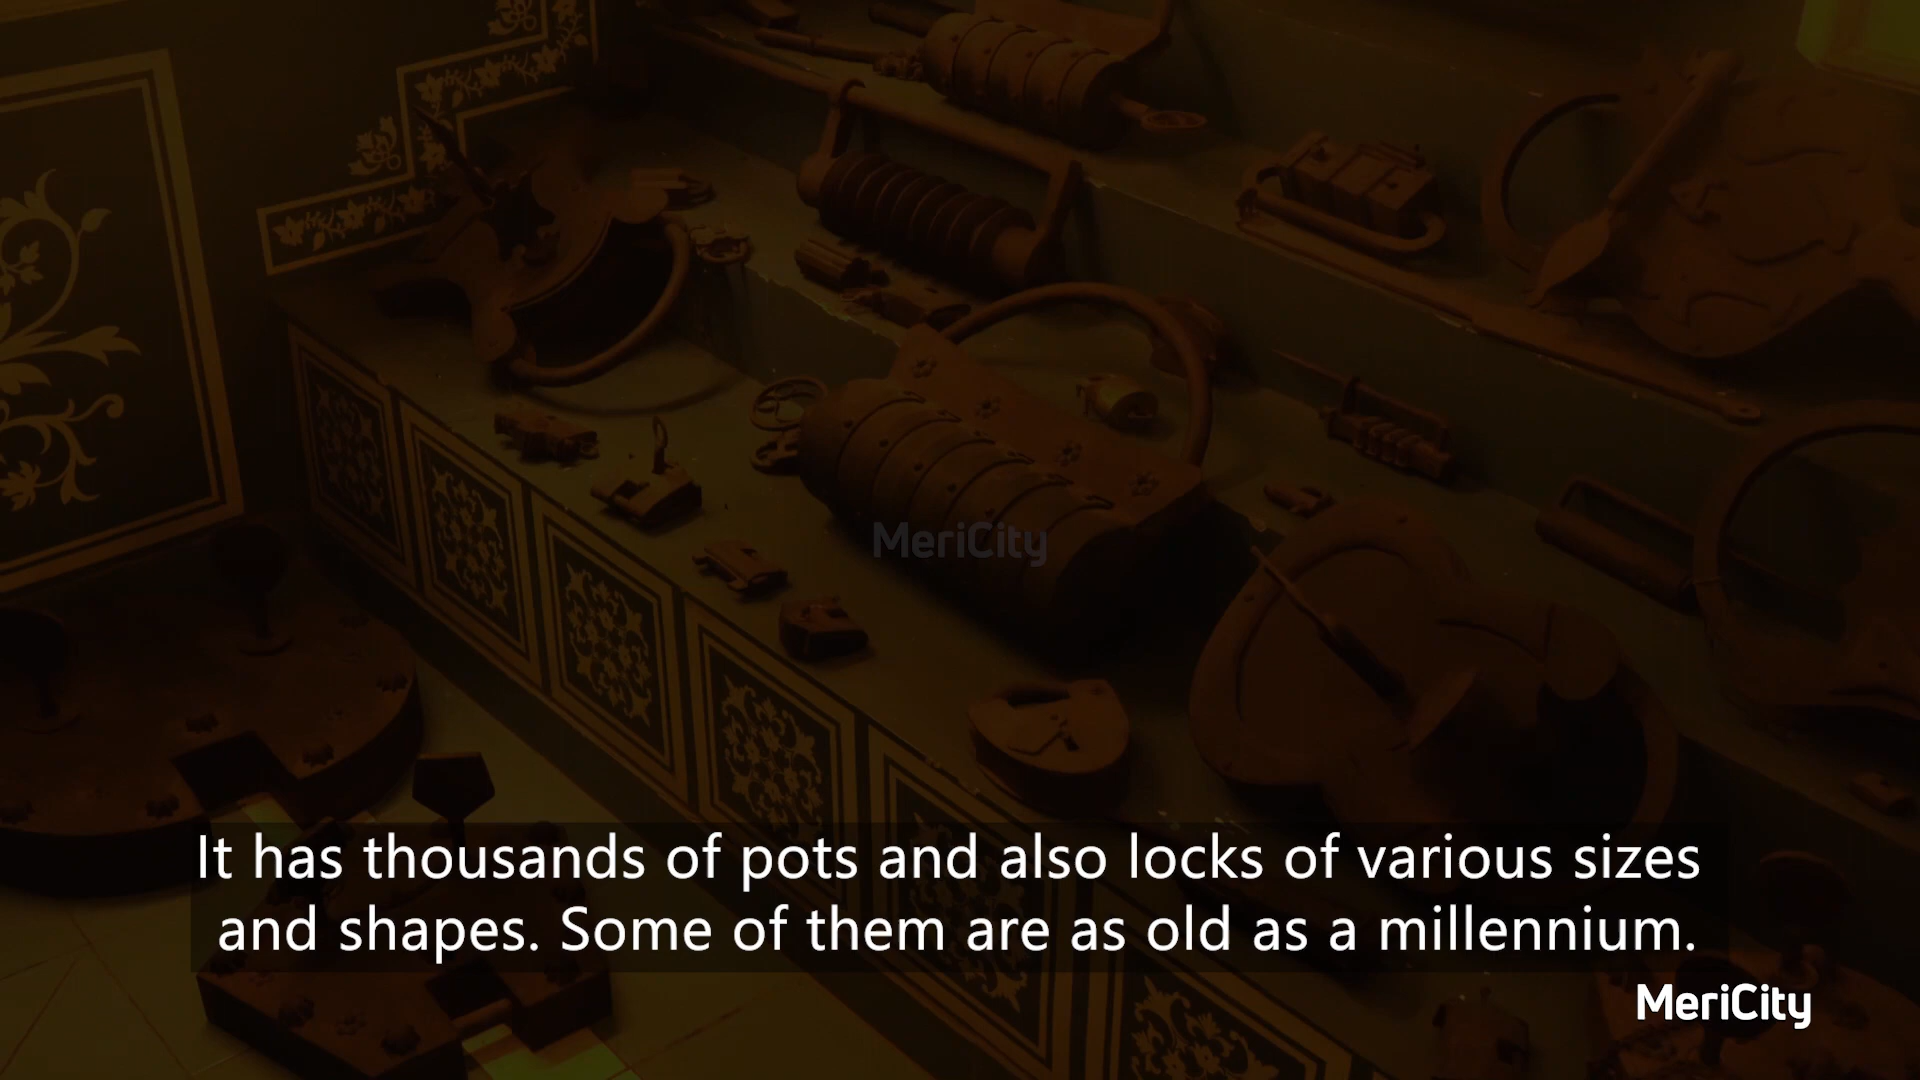 MeriCity
It has thousands of pots and also locks of various sizes
and shapes. Some of them are as old as a millennium.
MeriCity